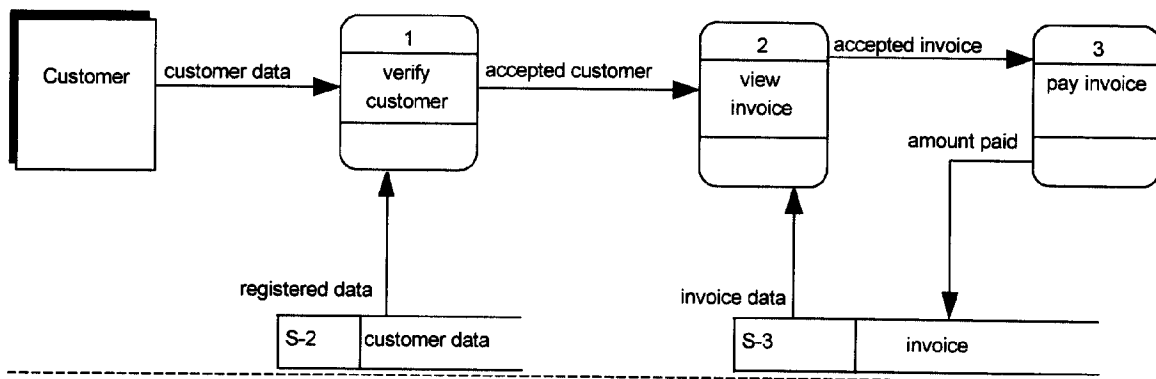 Customer
customer data
1
verify
customer
accepted customer
2
view
invoice
accepted invoice
3
pay invoice
amount paid
registered data
S-2
customer data
invoice data
S-3
invoice